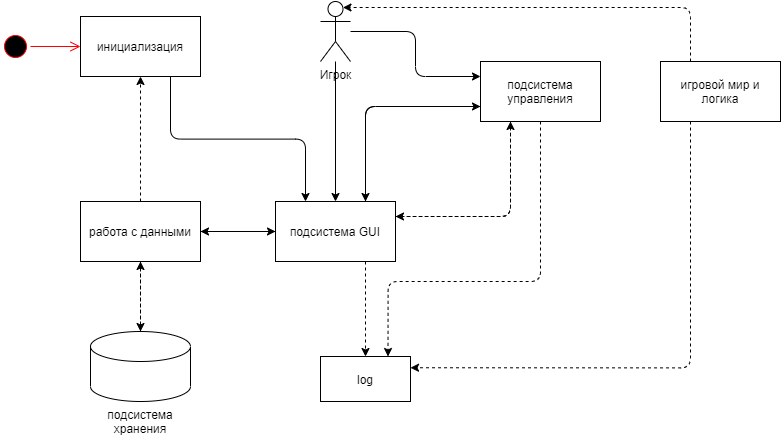 инициализация
Игрок
подсистема
управления
игровой мир и
логика
работа с данными
подсистема GUI
log
подсистема
хранения